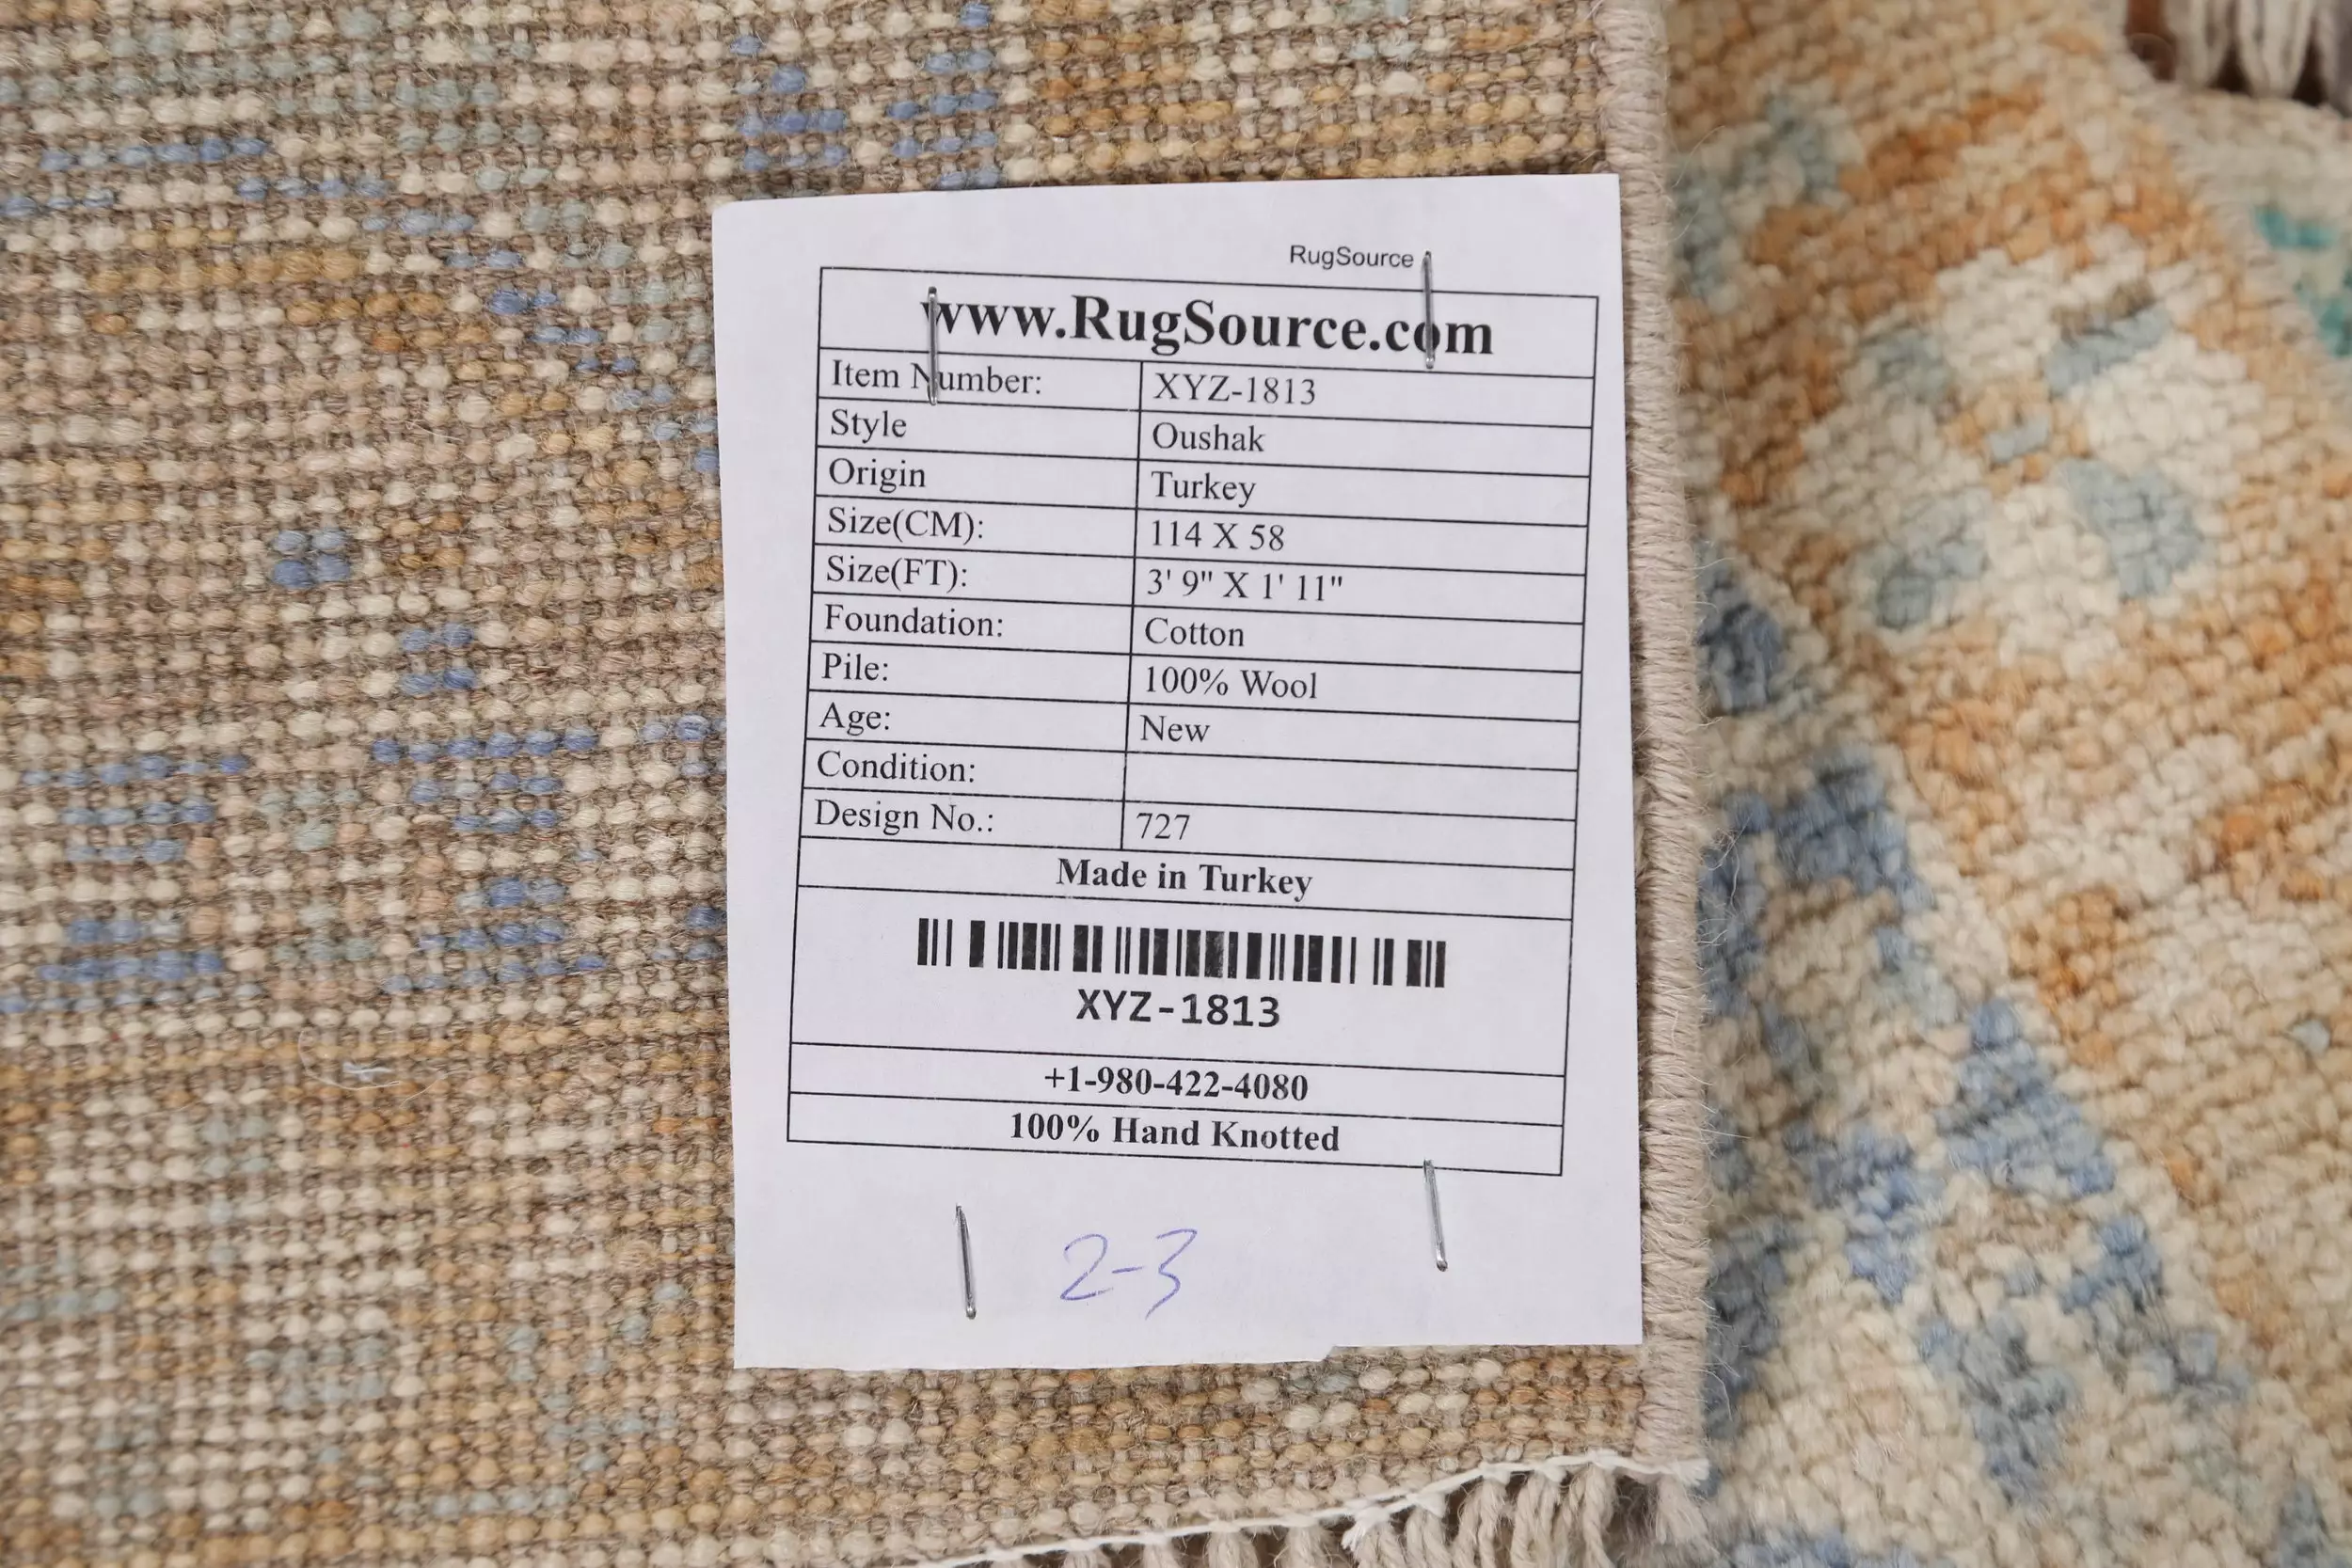 RugSource
www.RugSource.com
Item Number: XYZ-1813
Style Oushak
Origin Turkey
Size(CM): 114 X 58
Size(FT): 3' 9" X 1' 11"
Foundation: Cotton
Pile: 100% Wool
Age: New
Condition:
Design No.: 727
Made in Turkey
XYZ-1813
+1-980-422-4080
100% Hand Knotted
2-3